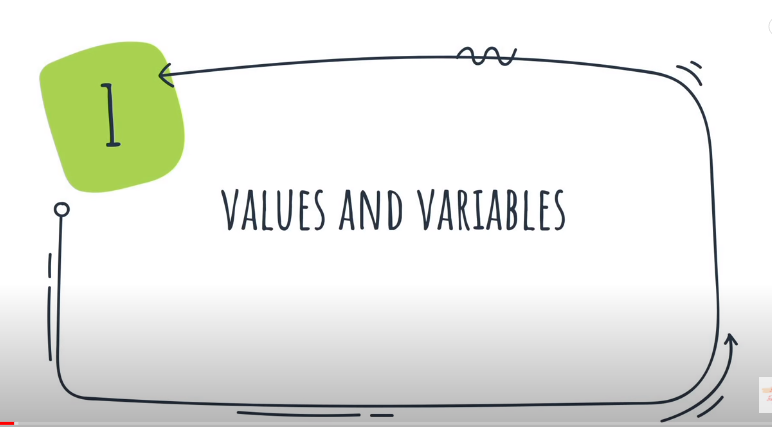 1
VALUES AND VARIABLES